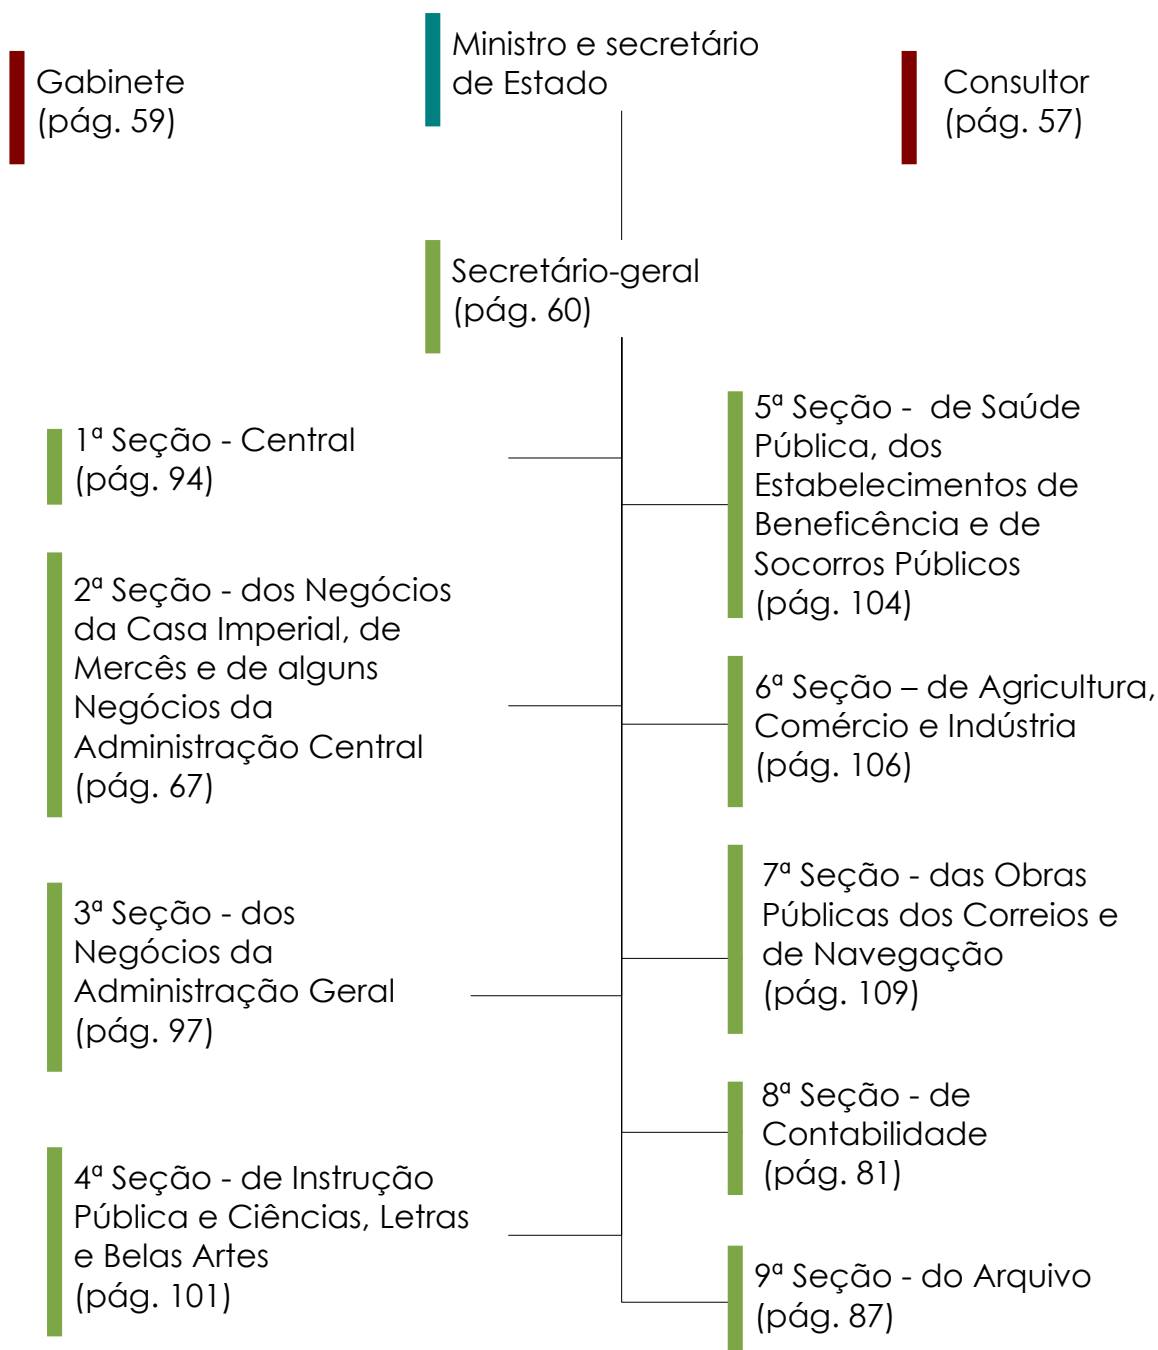 Ministro e secretário
de Estado
Gabinete
(pág. 59)
Consultor
(pág. 57)
Secretário-geral
(pág. 60)
1ª Seção - Central
(pág. 94)
2ª Seção - dos Negócios
da Casa Imperial, de
Mercês e de alguns
Negócios da
Administração Central
(pág. 67)
3ª Seção - dos
Negócios da
Administração Geral
(pág. 97)
4ª Seção - de Instrução
Pública e Ciências, Letras
e Belas Artes
(pág. 101)
5ª Seção -  de Saúde
Pública, dos
Estabelecimentos de
Beneficência e de
Socorros Públicos
(pág. 104)
6ª Seção – de Agricultura,
Comércio e Indústria
(pág. 106)
7ª Seção - das Obras
Públicas dos Correios e
de Navegação
(pág. 109)
8ª Seção - de
Contabilidade
(pág. 81)
9ª Seção - do Arquivo
(pág. 87)